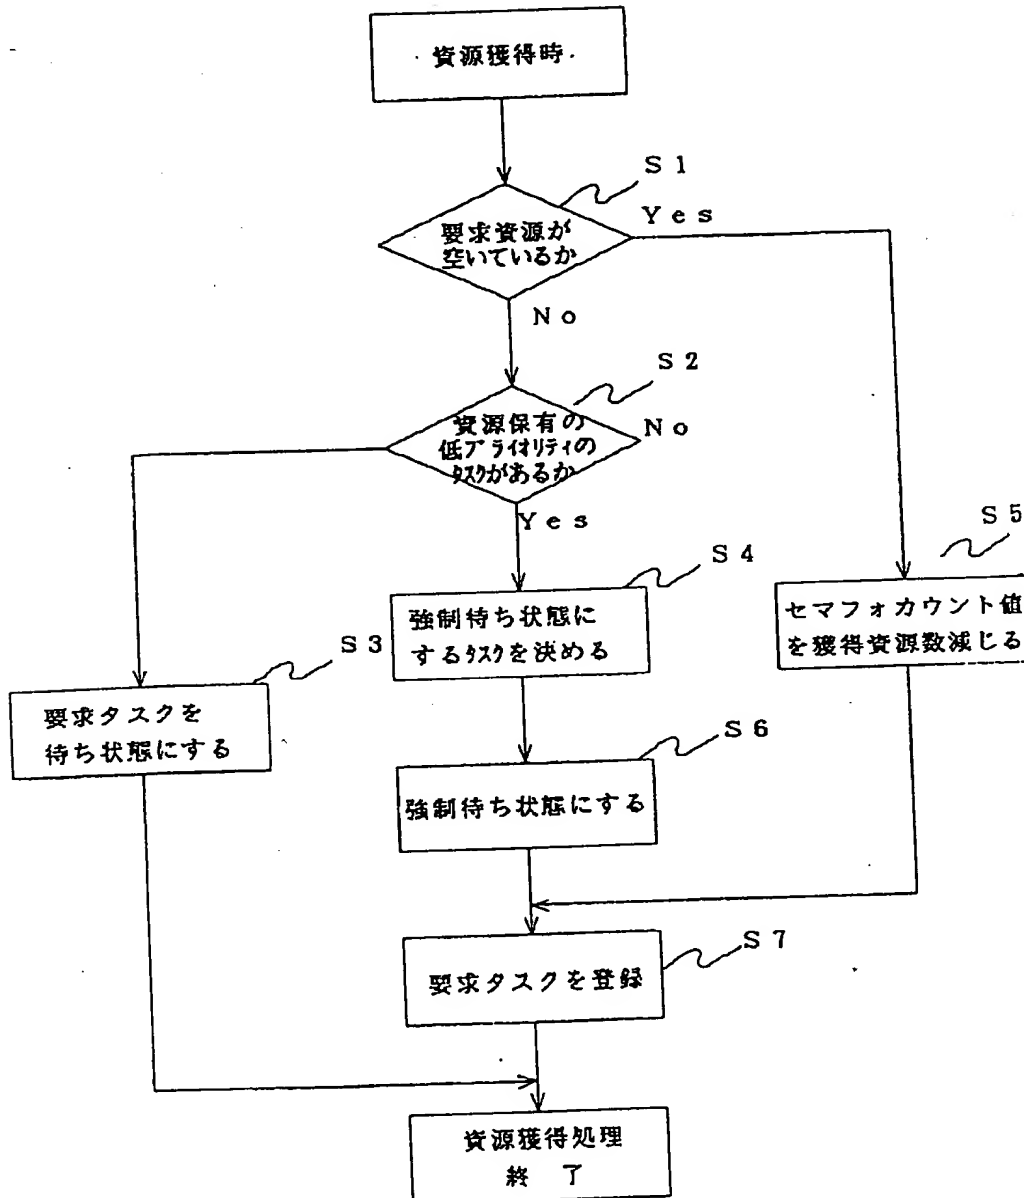 資源獲得時
S1
Yes
要求資源が
空いているか
No
S2
資源保有の
低プライオリティの
タスクがあるか
No
Yes
S5
S4
セマフォカウント値
を獲得資源数減じる
強制待ち状態に
するタスクを決める
S3
要求タスクを
待ち状態にする
S6
強制待ち状態にする
S7
要求タスクを登録
資源獲得処理
終 了